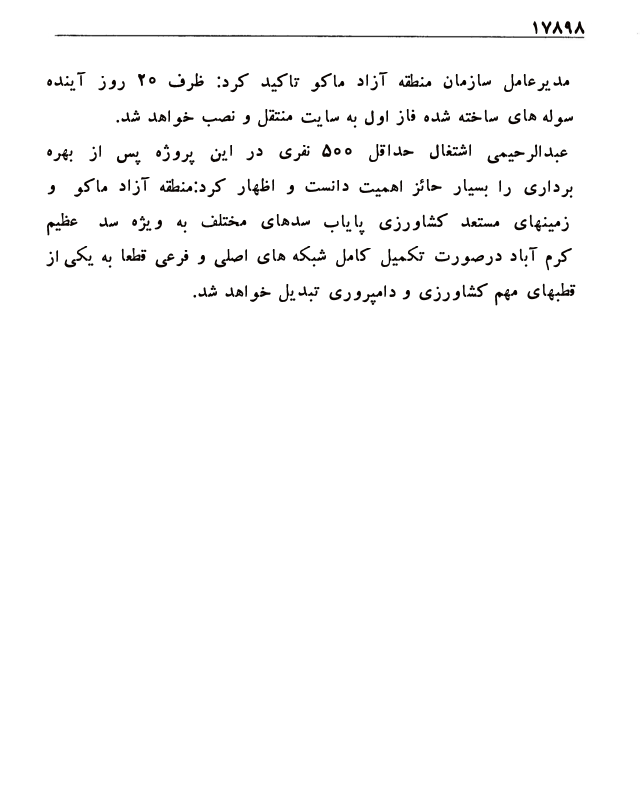 ۱۷۸۹۸
مدیرعامل سازمان منطقه آزاد ماکو تاکید کرد: ظرف ۲۰ روز آینده
سوله های ساخته شده فاز اول به سایت منتقل و نصب خواهد شد.
عبدالرحیمی اشتغال حداقل ۵۰۰ نفری در این پروژه پس از بهره
برداری را بسیار حائز اهمیت دانست و اظهار کرد:منطقه آزاد ماکو و
زمینهای مستعد کشاورزی پایاب سدهای مختلف به ویژه سد عظیم
کرم آباد درصورت تکمیل کامل شبکه های اصلی و فرعی قطعا به یکی از
قطبهای مهم کشاورزی و دامپروری تبدیل خواهد شد.